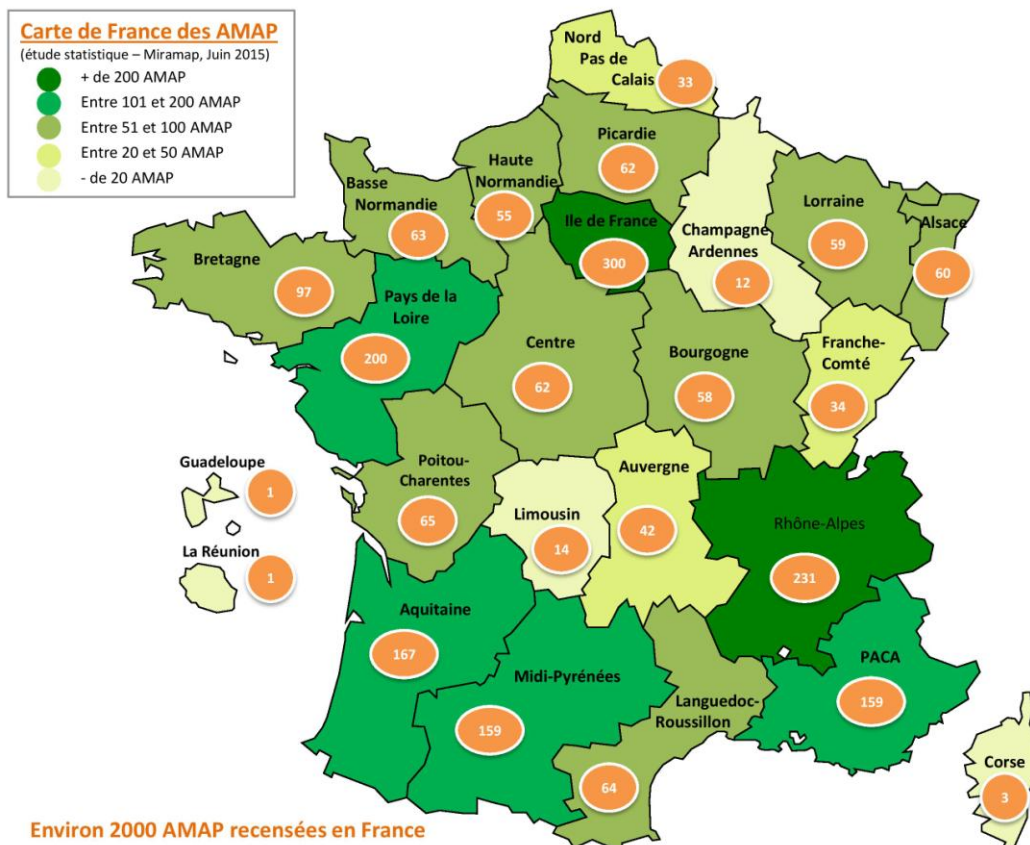 Carte de France des AMAP
(étude statistique – Miramap, Juin 2015)
+ de 200 AMAP
Entre 101 et 200 AMAP
Entre 51 et 100 AMAP
Entre 20 et 50 AMAP
- de 20 AMAP
Nord
Pas de
Calais
33
Picardie
62
Haute
Normandie
55
Basse
Normandie
63
Ile de France
300
Champagne
Ardennes
12
Lorraine
59
Alsace
60
Bretagne
97
Pays de la
Loire
200
Centre
62
Bourgogne
58
Franche-
Comté
34
Guadeloupe
1
Poitou-
Charentes
65
Limousin
14
Auvergne
42
Rhône-Alpes
231
La Réunion
1
Aquitaine
167
Midi-Pyrénées
159
Languedoc-
Roussillon
64
PACA
159
Corse
3
Environ 2000 AMAP recensées en France